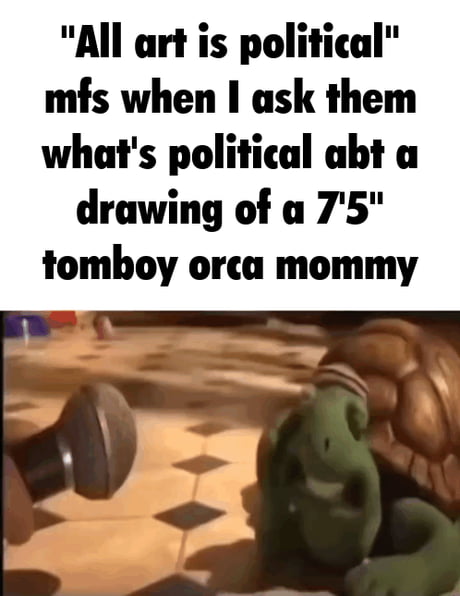 "All art is political"
mfs when I ask them
what's political abt a
drawing of a 7'5"
tomboy orca mommy